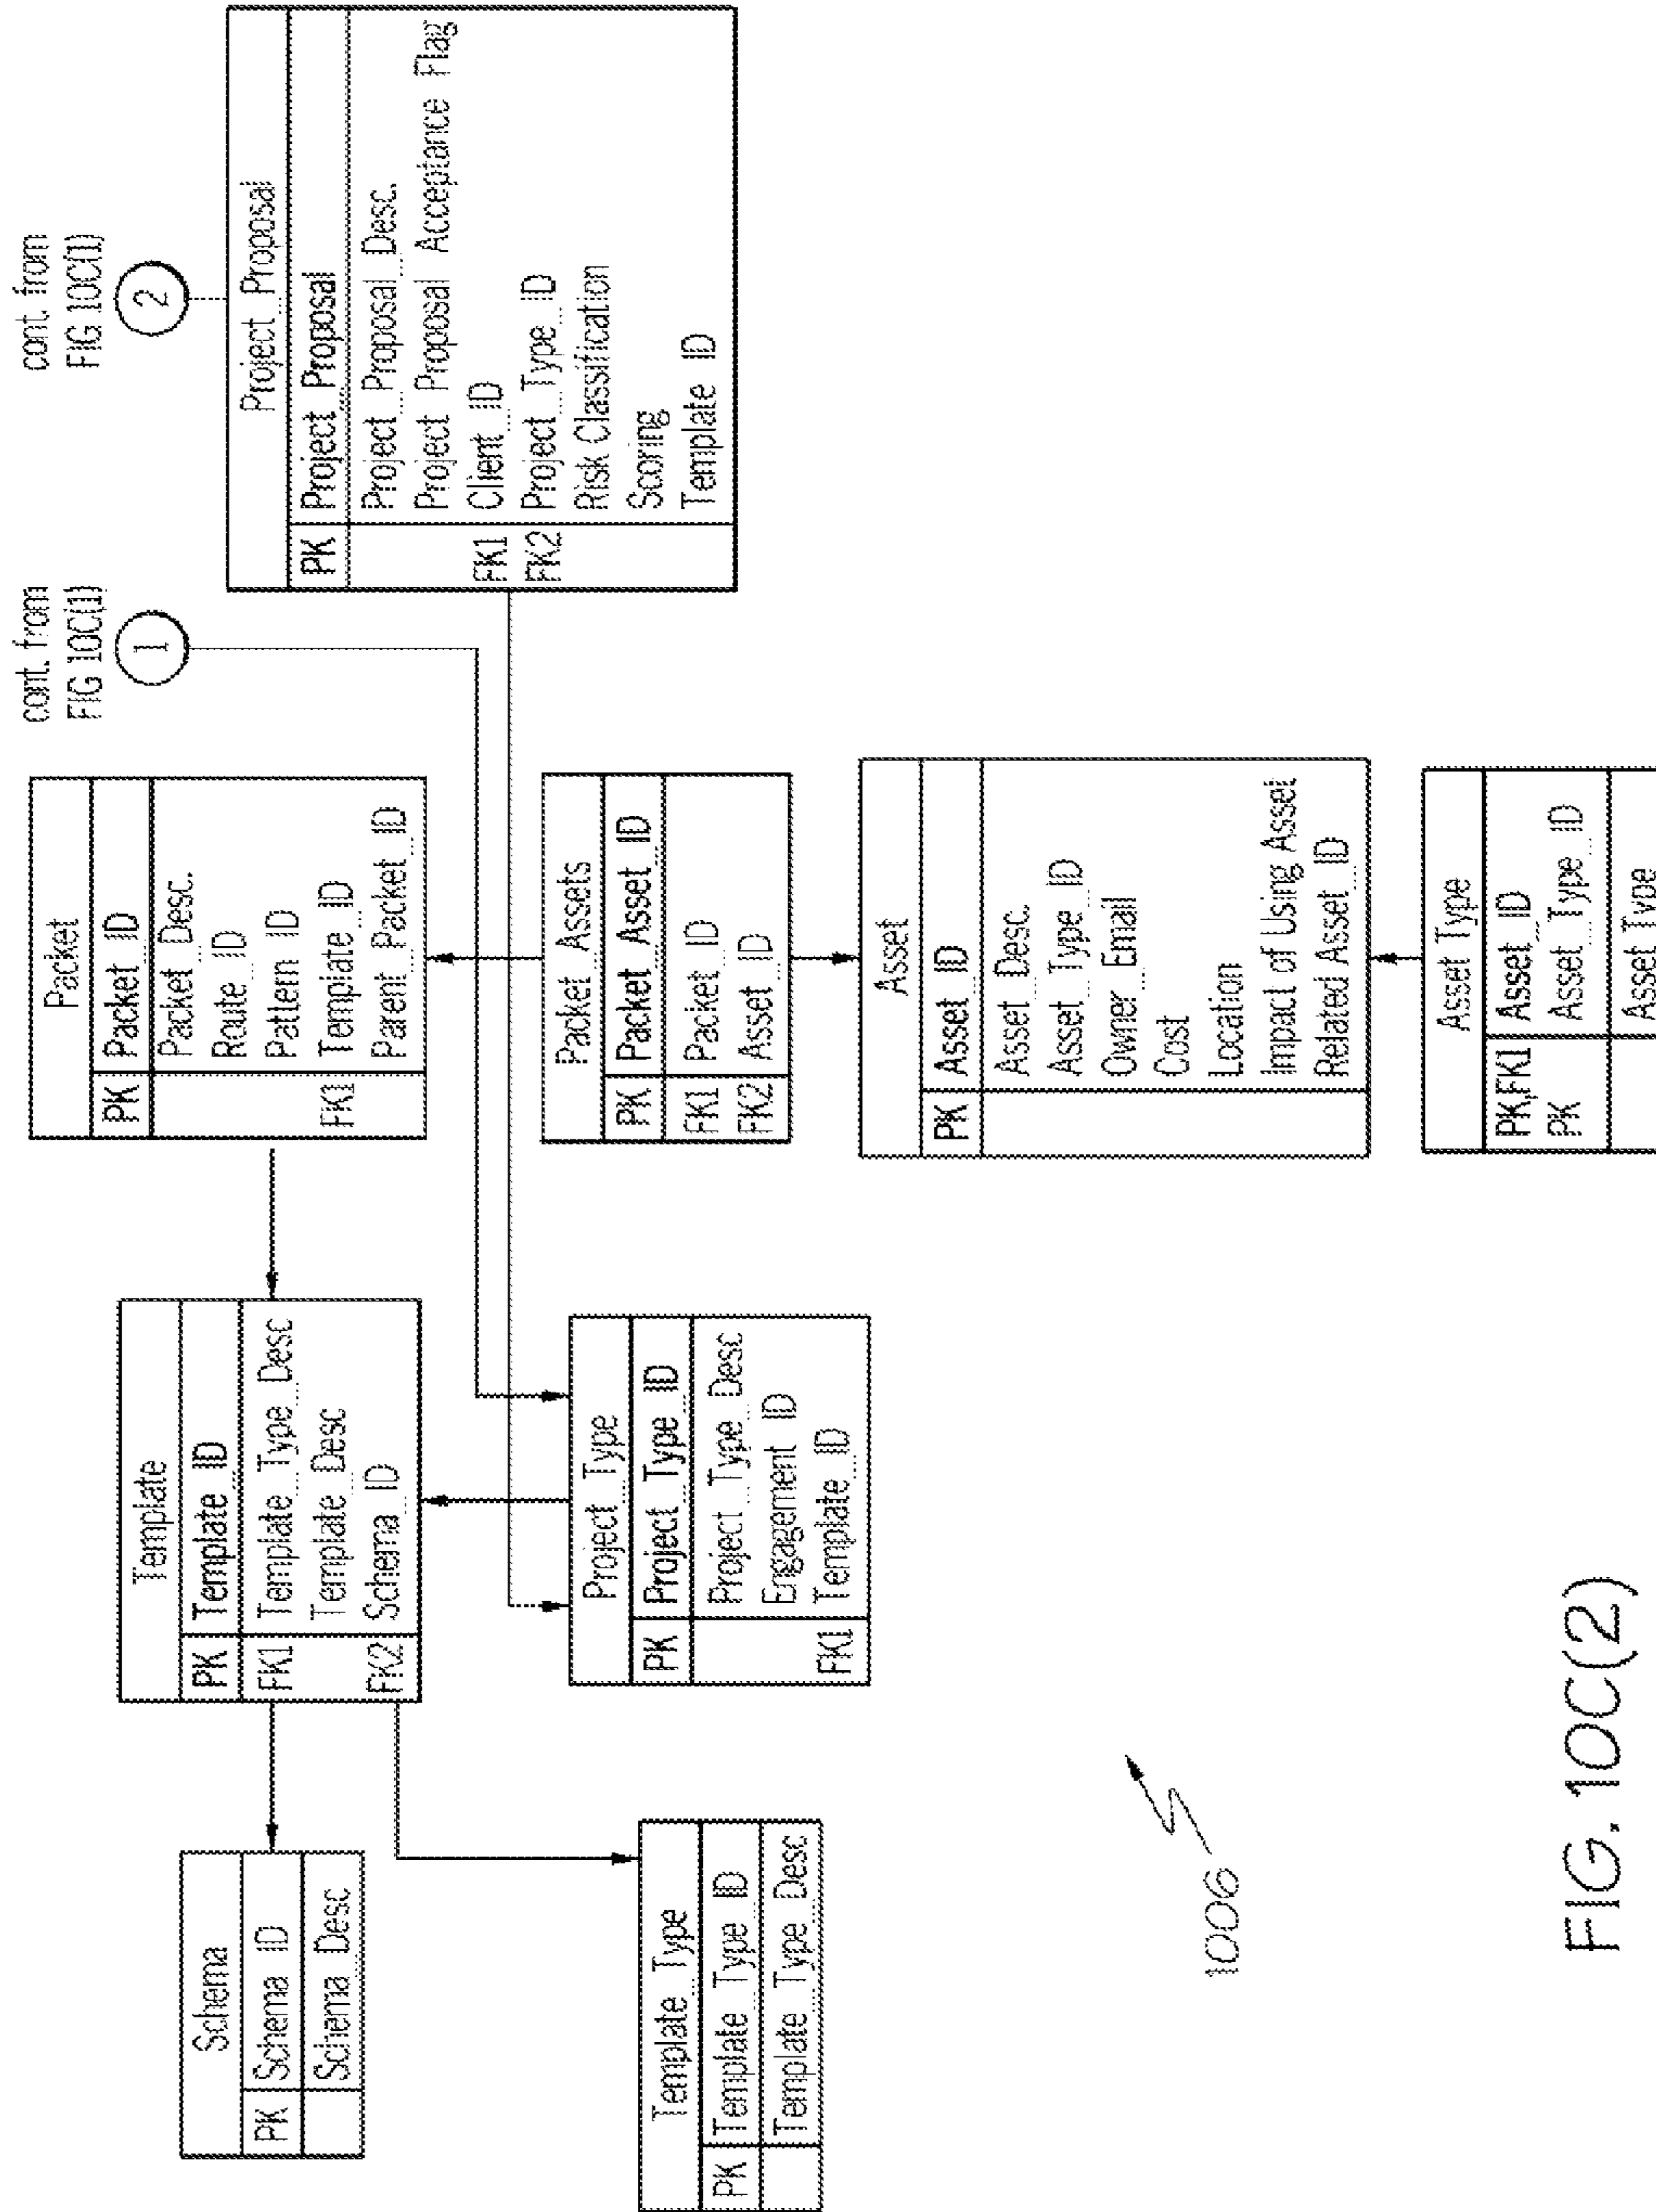 cont. from
FIG 10C(1)
1
cont. from
FIG 10C(1)
2
Schema
PK Schema_ID
Schema_Desc
Template
PK Template_ID
FK1 Template_Type_Desc
Template_Desc
FK2 Schema_ID
Packet
PK Packet_ID
Packet_Desc.
Route_ID
Pattern ID
FK1 Template_ID
Parent_Packet_ID
Project_Proposal
PK Project_Proposal
Project_Proposal_Desc.
Project_Proposal_Acceptance_Flag
FK1 Client_ID
FK2 Project_Type_ID
Risk Classification
Scoring
Template_ID
Template_Type
PK Template_Type_ID
Template_Type_Desc
Project_Type
PK Project_Type_ID
Project_Type_Desc
Engagement_ID
FK1 Template_ID
Packet_Assets
PK Packet_Asset_ID
FK1 Packet_ID
FK2 Asset_ID
Asset
PK Asset_ID
Asset_Desc.
Asset_Type_ID
Owner_Email
Cost
Location
Impact of Using Asset
Related_Asset_ID
Asset_Type
PK,FK1 Asset_ID
PK Asset_Type_ID
Asset_Type
1006
FIG. 10C(2)